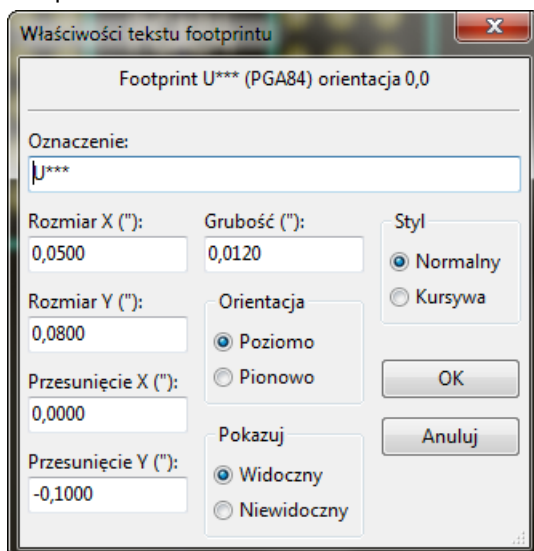 Właściwości tekstu footprintu
Footprint U*** (PGA84) orientacja 0,0
Oznaczenie:
U***
Rozmiar X ("):
0,0500
Grubość ("):
0,0120
Styl
Normalny
Kursywa
Rozmiar Y ("):
0,0800
Orientacja
Poziomo
Pionowo
Przesunięcie X ("):
0,0000
OK
Pokazuj
Widoczny
Niewidoczny
Anuluj
Przesunięcie Y ("):
-0,1000